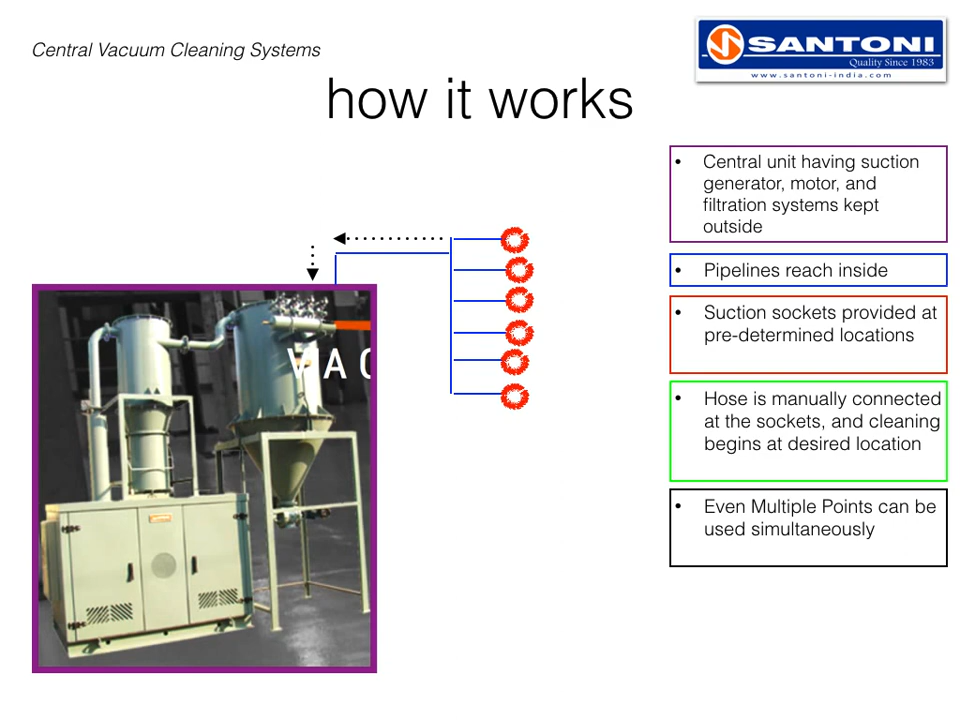 Central Vacuum Cleaning Systems
SANTONI
Quality Since 1983
www.santoni-india.com
how it works
• Central unit having suction
generator, motor, and
filtration systems kept
outside
• Pipelines reach inside
• Suction sockets provided at
pre-determined locations
• Hose is manually connected
at the sockets, and cleaning
begins at desired location
• Even Multiple Points can be
used simultaneously
VAC